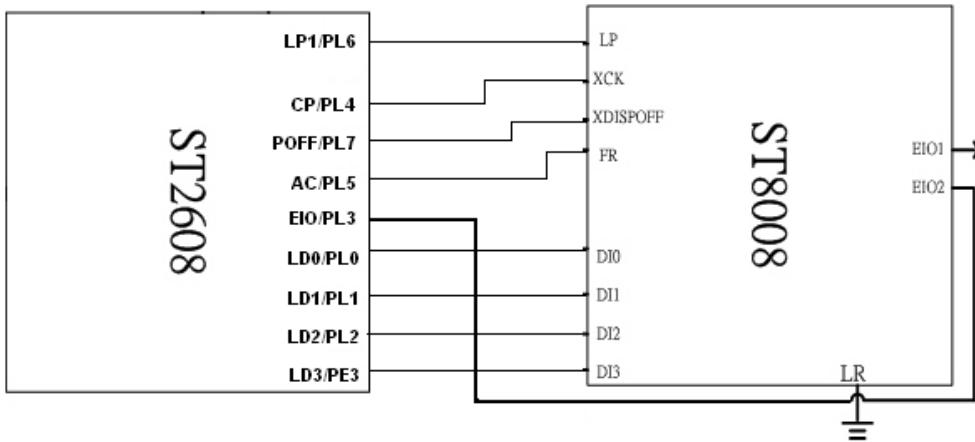 ST2608
LP1/PL6
CP/PL4
POFF/PL7
AC/PL5
EIO/PL3
LD0/PL0
LD1/PL1
LD2/PL2
LD3/PE3
LP
XCK
XDISPOFF
FR
DI0
DI1
DI2
DI3
ST8008
EIO1
EIO2
LR